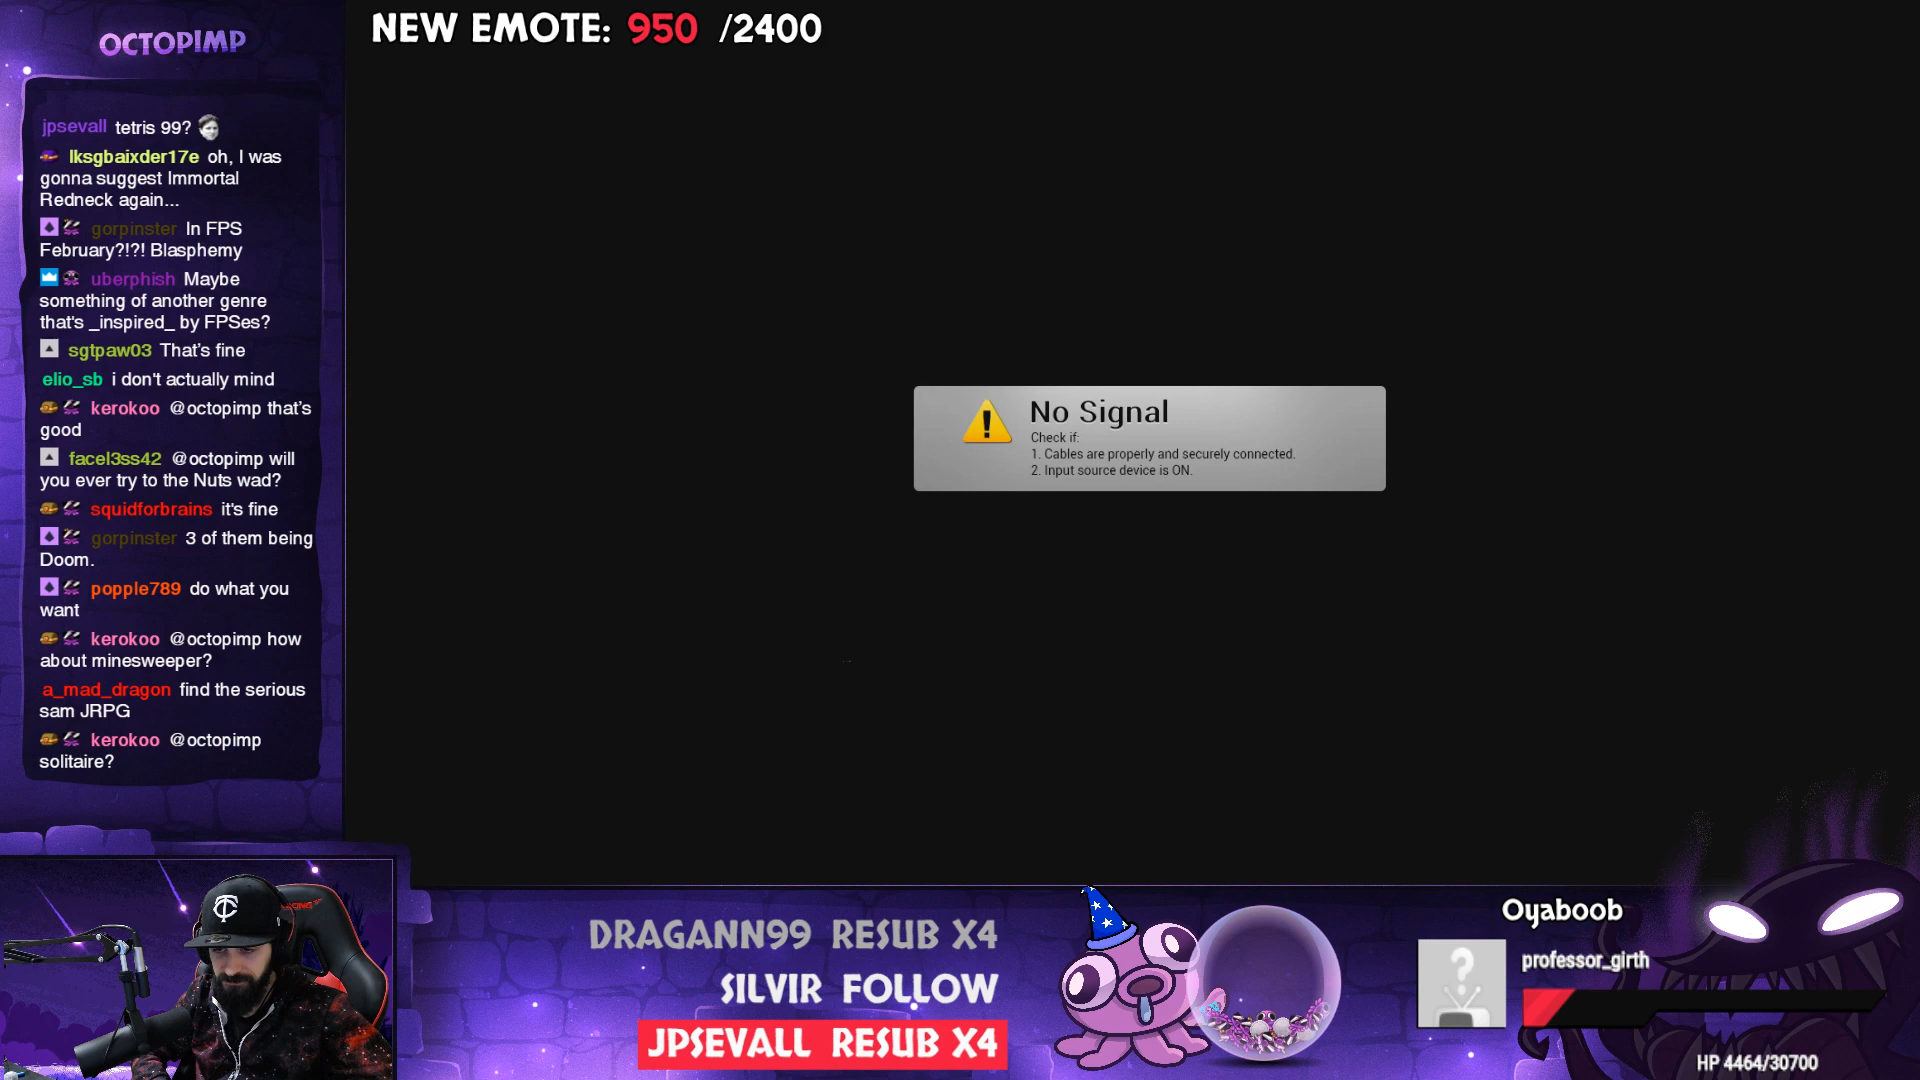 OCTOPIMP
NEW EMOTE: 950 /2400
jpsevall tetris 99?
lksgbaixder17e oh, I was
gonna suggest Immortal
Redneck again...
gorpinster In FPS
February?!?! Blasphemy
uberphish Maybe
something of another genre
that's _inspired_ by FPSes?
sgtpaw03 That's fine
elio_sb i don't actually mind
kerokoo @octopimp that's
good
facel3ss42 @octopimp will
you ever try to the Nuts wad?
squidforbrains it's fine
gorpinster 3 of them being
Doom.
popple789 do what you
want
kerokoo @octopimp how
about minesweeper?
a_mad_dragon find the serious
sam JRPG
kerokoo @octopimp
solitaire?
No Signal
Check if:
1. Cables are properly and securely connected.
2. Input source device is ON.
DRAGANN99 RESUB X4
SILVIR FOLLOW
JPSEVALL RESUB X4
Oyaboob
professor_girth
HP 4464/30700